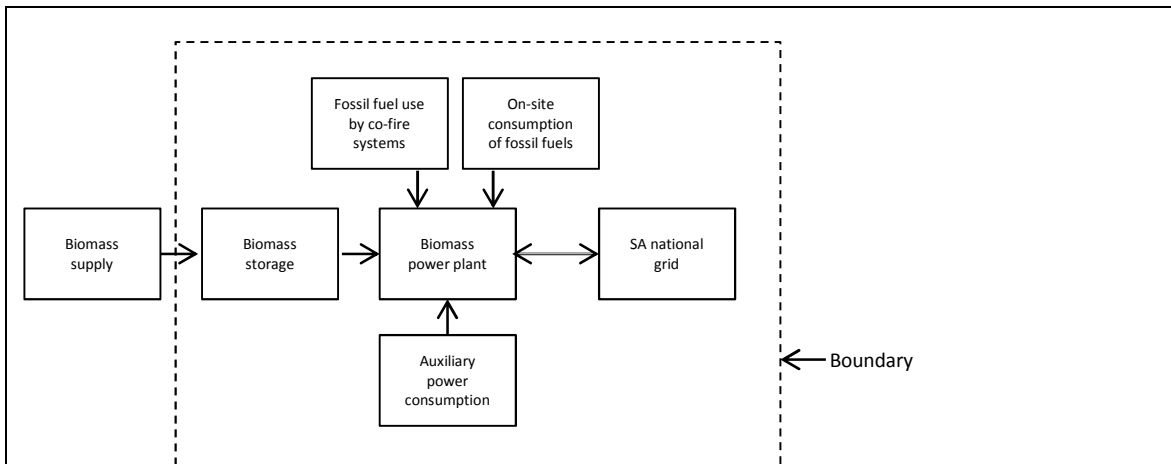 Fossil fuel use
by co-fire
systems
On-site
consumption
of fossil fuels
Biomass
supply
Biomass
storage
Biomass
power plant
SA national
grid
Auxiliary
power
consumption
Boundary